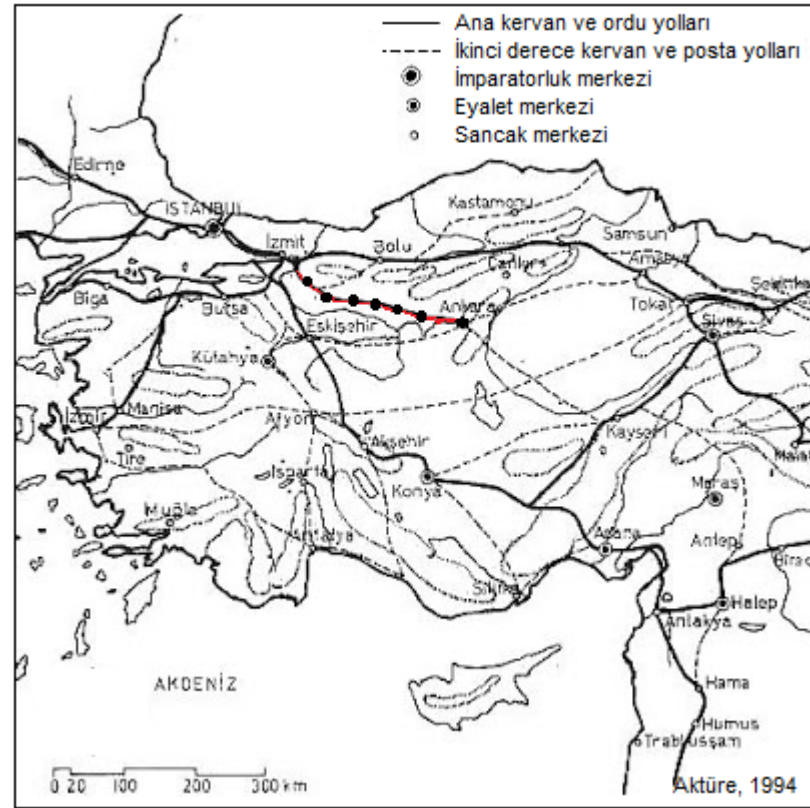 Ana kervan ve ordu yolları
İkinci derece kervan ve posta yolları
İmparatorluk merkezi
Eyalet merkezi
Sancak merkezi
Edirne
İSTANBUl
Kastamonu
Samsun
İzmit
Bolu
Çankırı
Amasya
Biga
Bursa
Ankara
Tokat
Sivas
Eskişehir
Kütahya
İzmir
Manisa
Afyon
Akşehir
Kayseri
Tire
Isparta
Konya
Maraş
Muğla
Antalya
Adana
Antep
Silifke
Halep
Antakya
AKDENİZ
Hama
Humus
Trablusşam
0 20 100 200 300 km
Aktüre, 1994